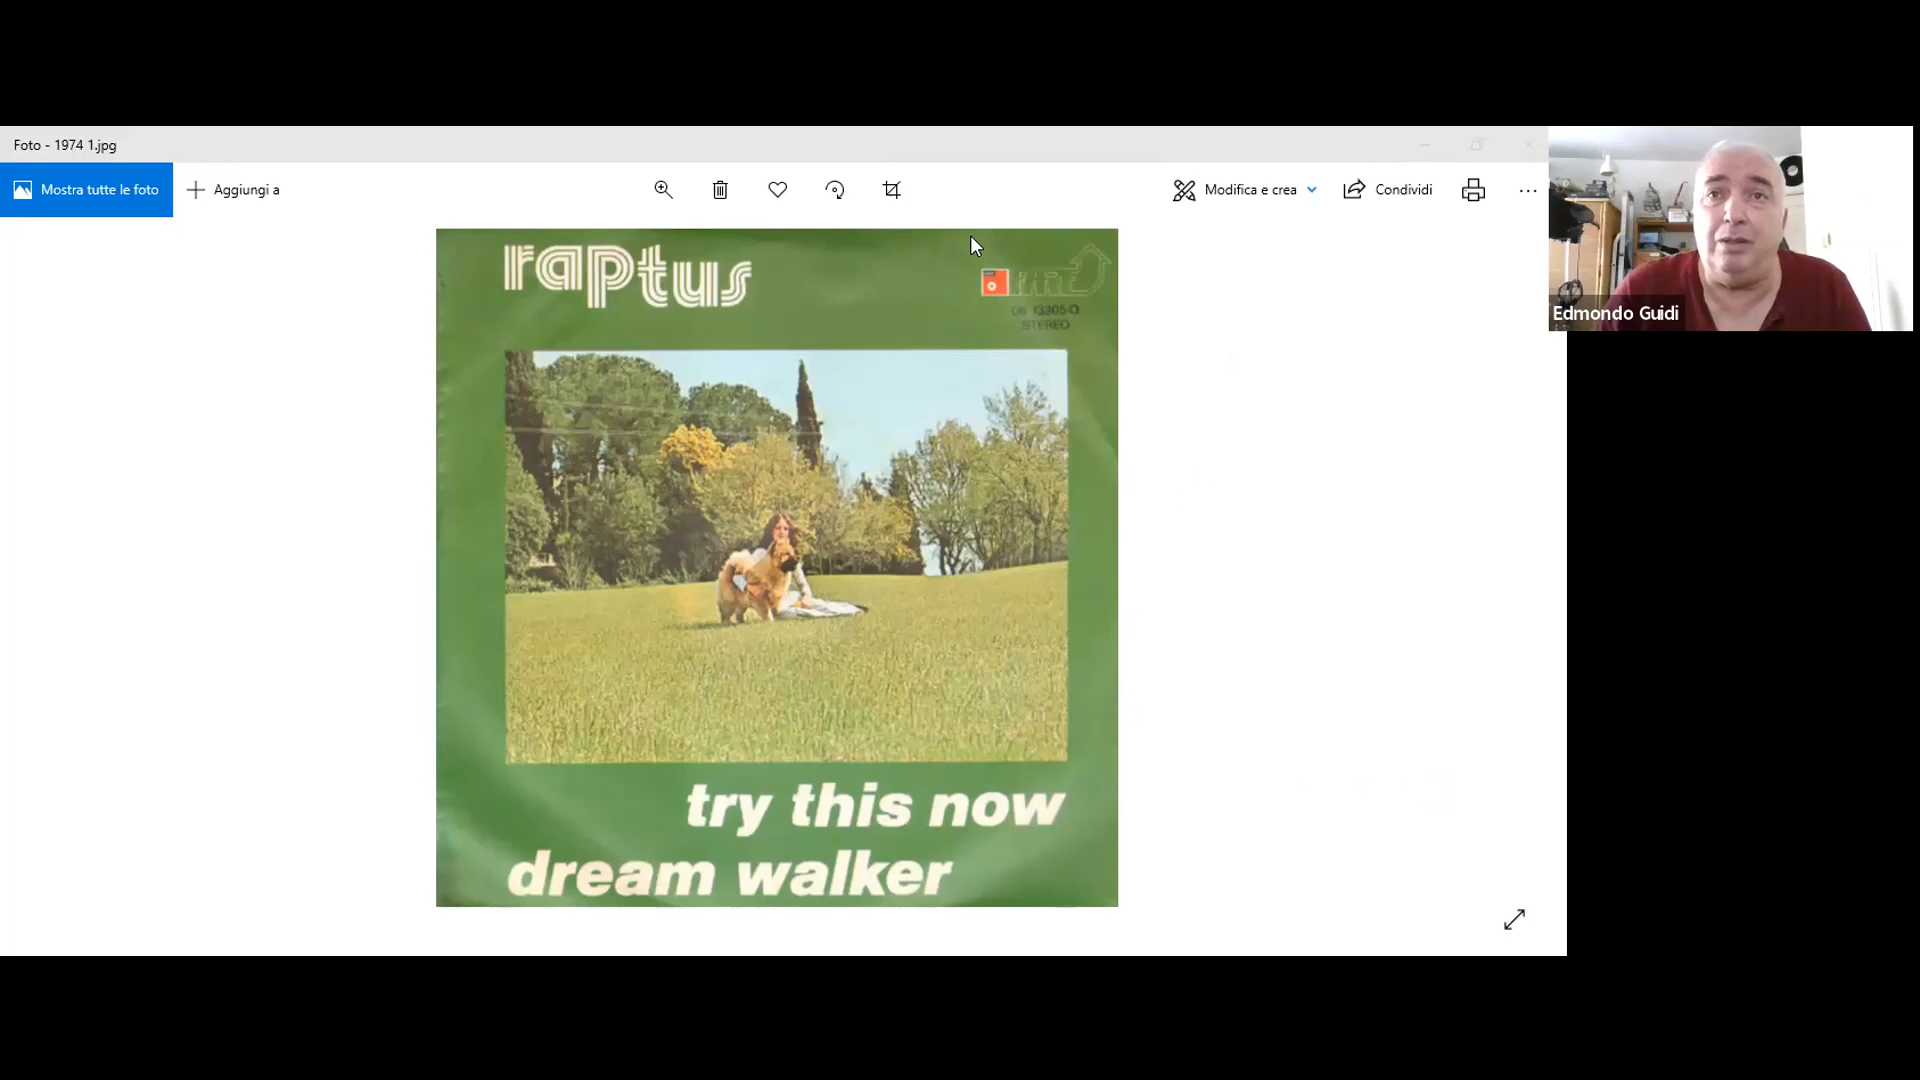 Foto - 1974 1.jpg
Mostra tutte le foto
Aggiungi a
Modifica e crea
Condividi
raptus
STEREO
try this now
dream walker
Edmondo Guidi